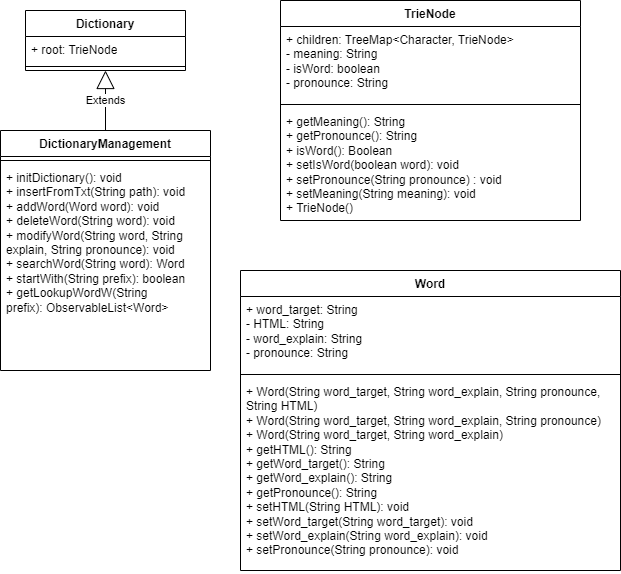 Dictionary
+ root: TrieNode
Extends
DictionaryManagement
+ initDictionary(): void
+ insertFromTxt(String path): void
+ addWord(Word word): void
+ deleteWord(String word): void
+ modifyWord(String word, String
explain, String pronounce): void
+ searchWord(String word): Word
+ startWith(String prefix): boolean
+ getLookupWordW(String
prefix): ObservableList<Word>
TrieNode
+ children: TreeMap<Character, TrieNode>
- meaning: String
- isWord: boolean
- pronounce: String
+ getMeaning(): String
+ getPronounce(): String
+ isWord(): Boolean
+ setIsWord(boolean word): void
+ setPronounce(String pronounce) : void
+ setMeaning(String meaning): void
+ TrieNode()
Word
+ word_target: String
- HTML: String
- word_explain: String
- pronounce: String
+ Word(String word_target, String word_explain, String pronounce,
String HTML)
+ Word(String word_target, String word_explain, String pronounce)
+ Word(String word_target, String word_explain)
+ getHTML(): String
+ getWord_target(): String
+ getWord_explain(): String
+ getPronounce(): String
+ setHTML(String HTML): void
+ setWord_target(String word_target): void
+ setWord_explain(String word_explain): void
+ setPronounce(String pronounce): void